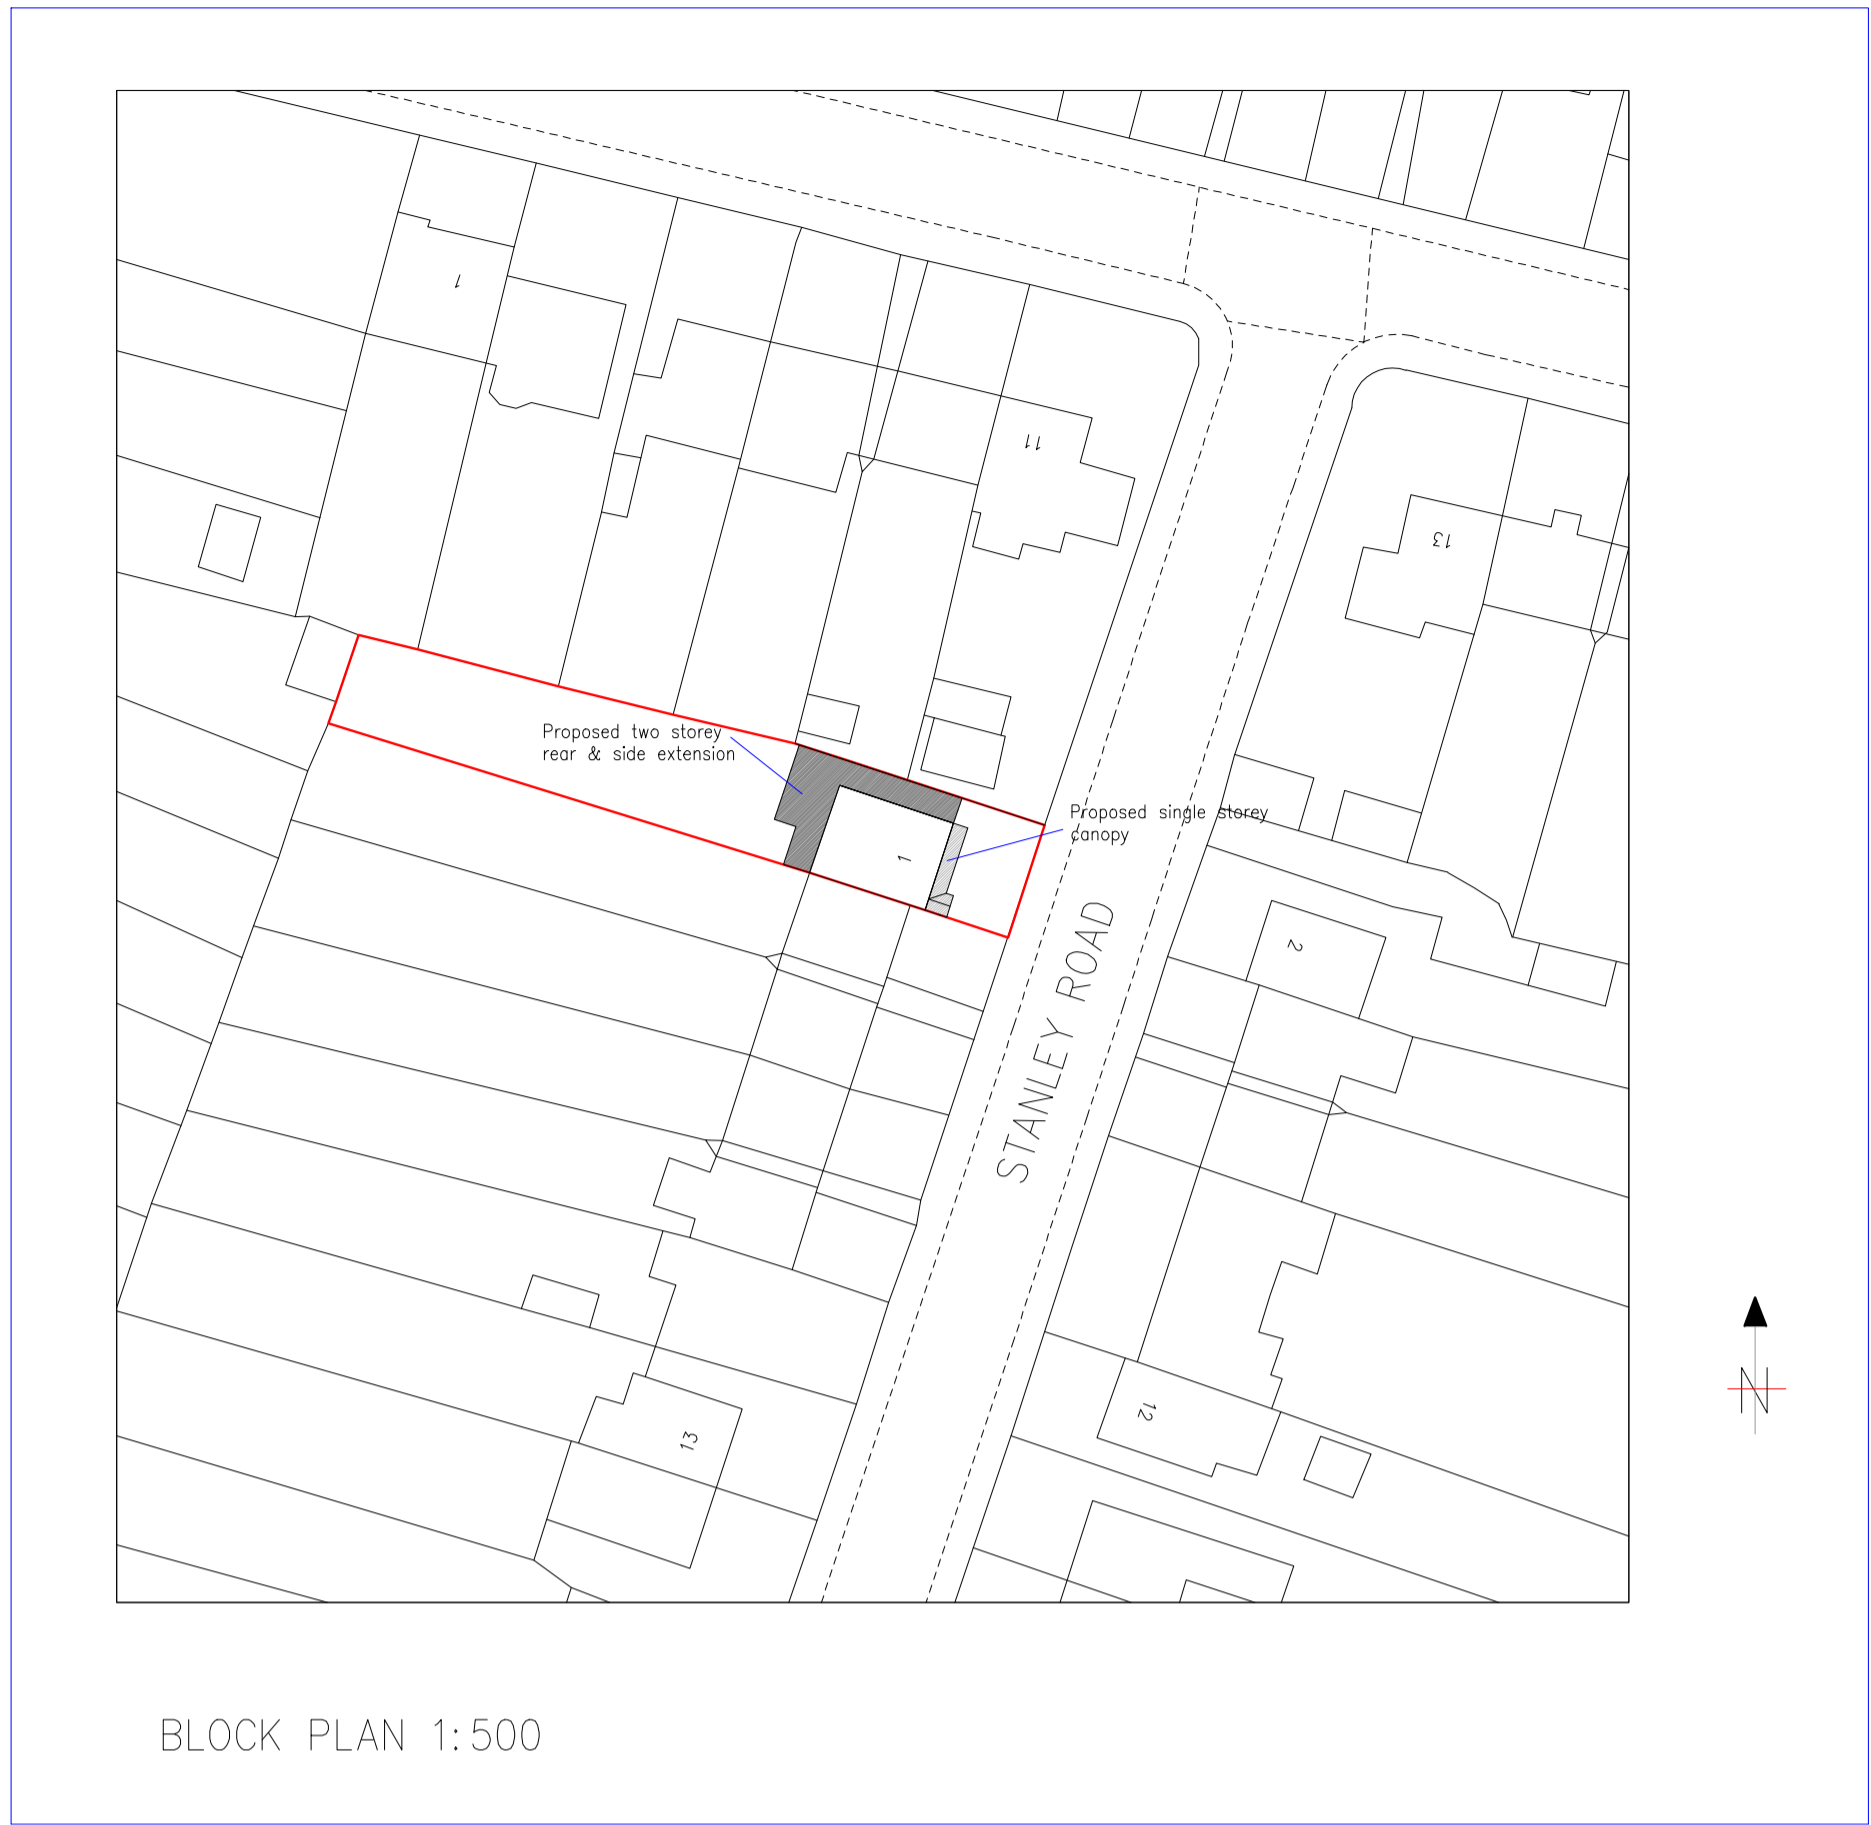 1
11
13
Proposed two storey
rear & side extension
Proposed single storey
canopy
1
2
STANLEY ROAD
12
13
N
BLOCK PLAN 1:500